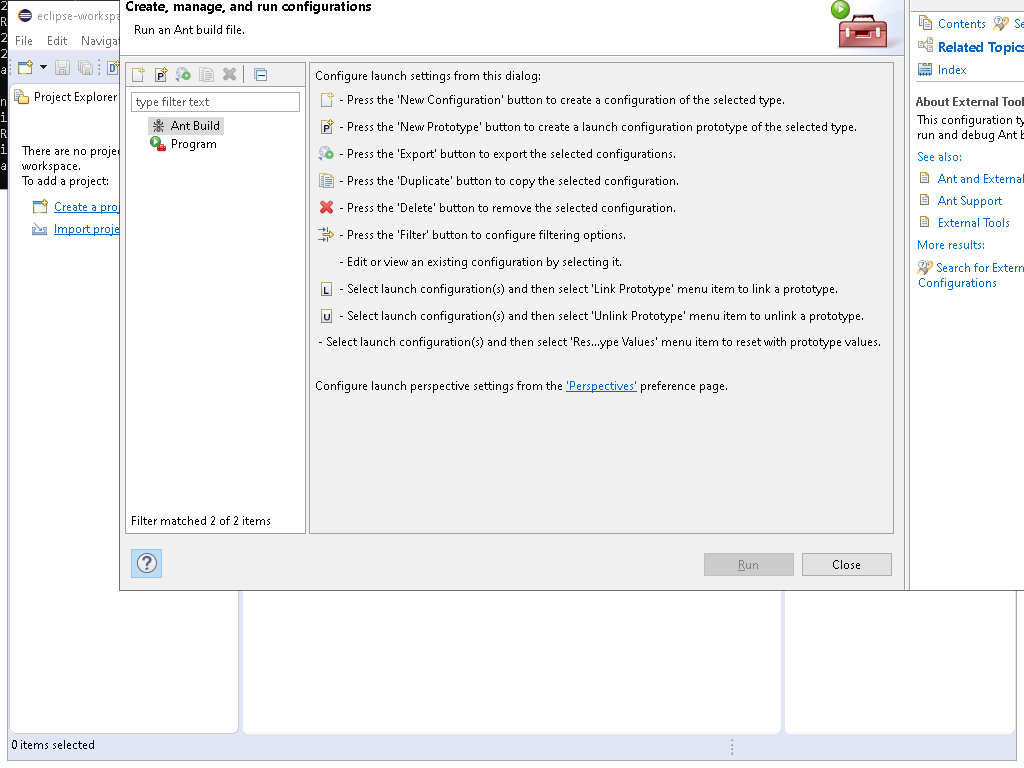 eclipse-workspa
File Edit Navigat
Project Explorer
There are no projec
workspace.
To add a project:
Create a proj
Import proje
0 items selected
Create, manage, and run configurations
Run an Ant build file.
type filter text
Ant Build
Program
Filter matched 2 of 2 items
Configure launch settings from this dialog:
- Press the 'New Configuration' button to create a configuration of the selected type.
- Press the 'New Prototype' button to create a launch configuration prototype of the selected type.
- Press the 'Export' button to export the selected configurations.
- Press the 'Duplicate' button to copy the selected configuration.
- Press the 'Delete' button to remove the selected configuration.
- Press the 'Filter' button to configure filtering options.
- Edit or view an existing configuration by selecting it.
L - Select launch configuration(s) and then select 'Link Prototype' menu item to link a prototype.
U - Select launch configuration(s) and then select 'Unlink Prototype' menu item to unlink a prototype.
- Select launch configuration(s) and then select 'Res...ype Values' menu item to reset with prototype values.
Configure launch perspective settings from the 'Perspectives' preference page.
Run Close
Contents Se
Related Topics
Index
About External Tool
This configuration ty
run and debug Ant b
See also:
Ant and External
Ant Support
External Tools
More results:
Search for Extern
Configurations